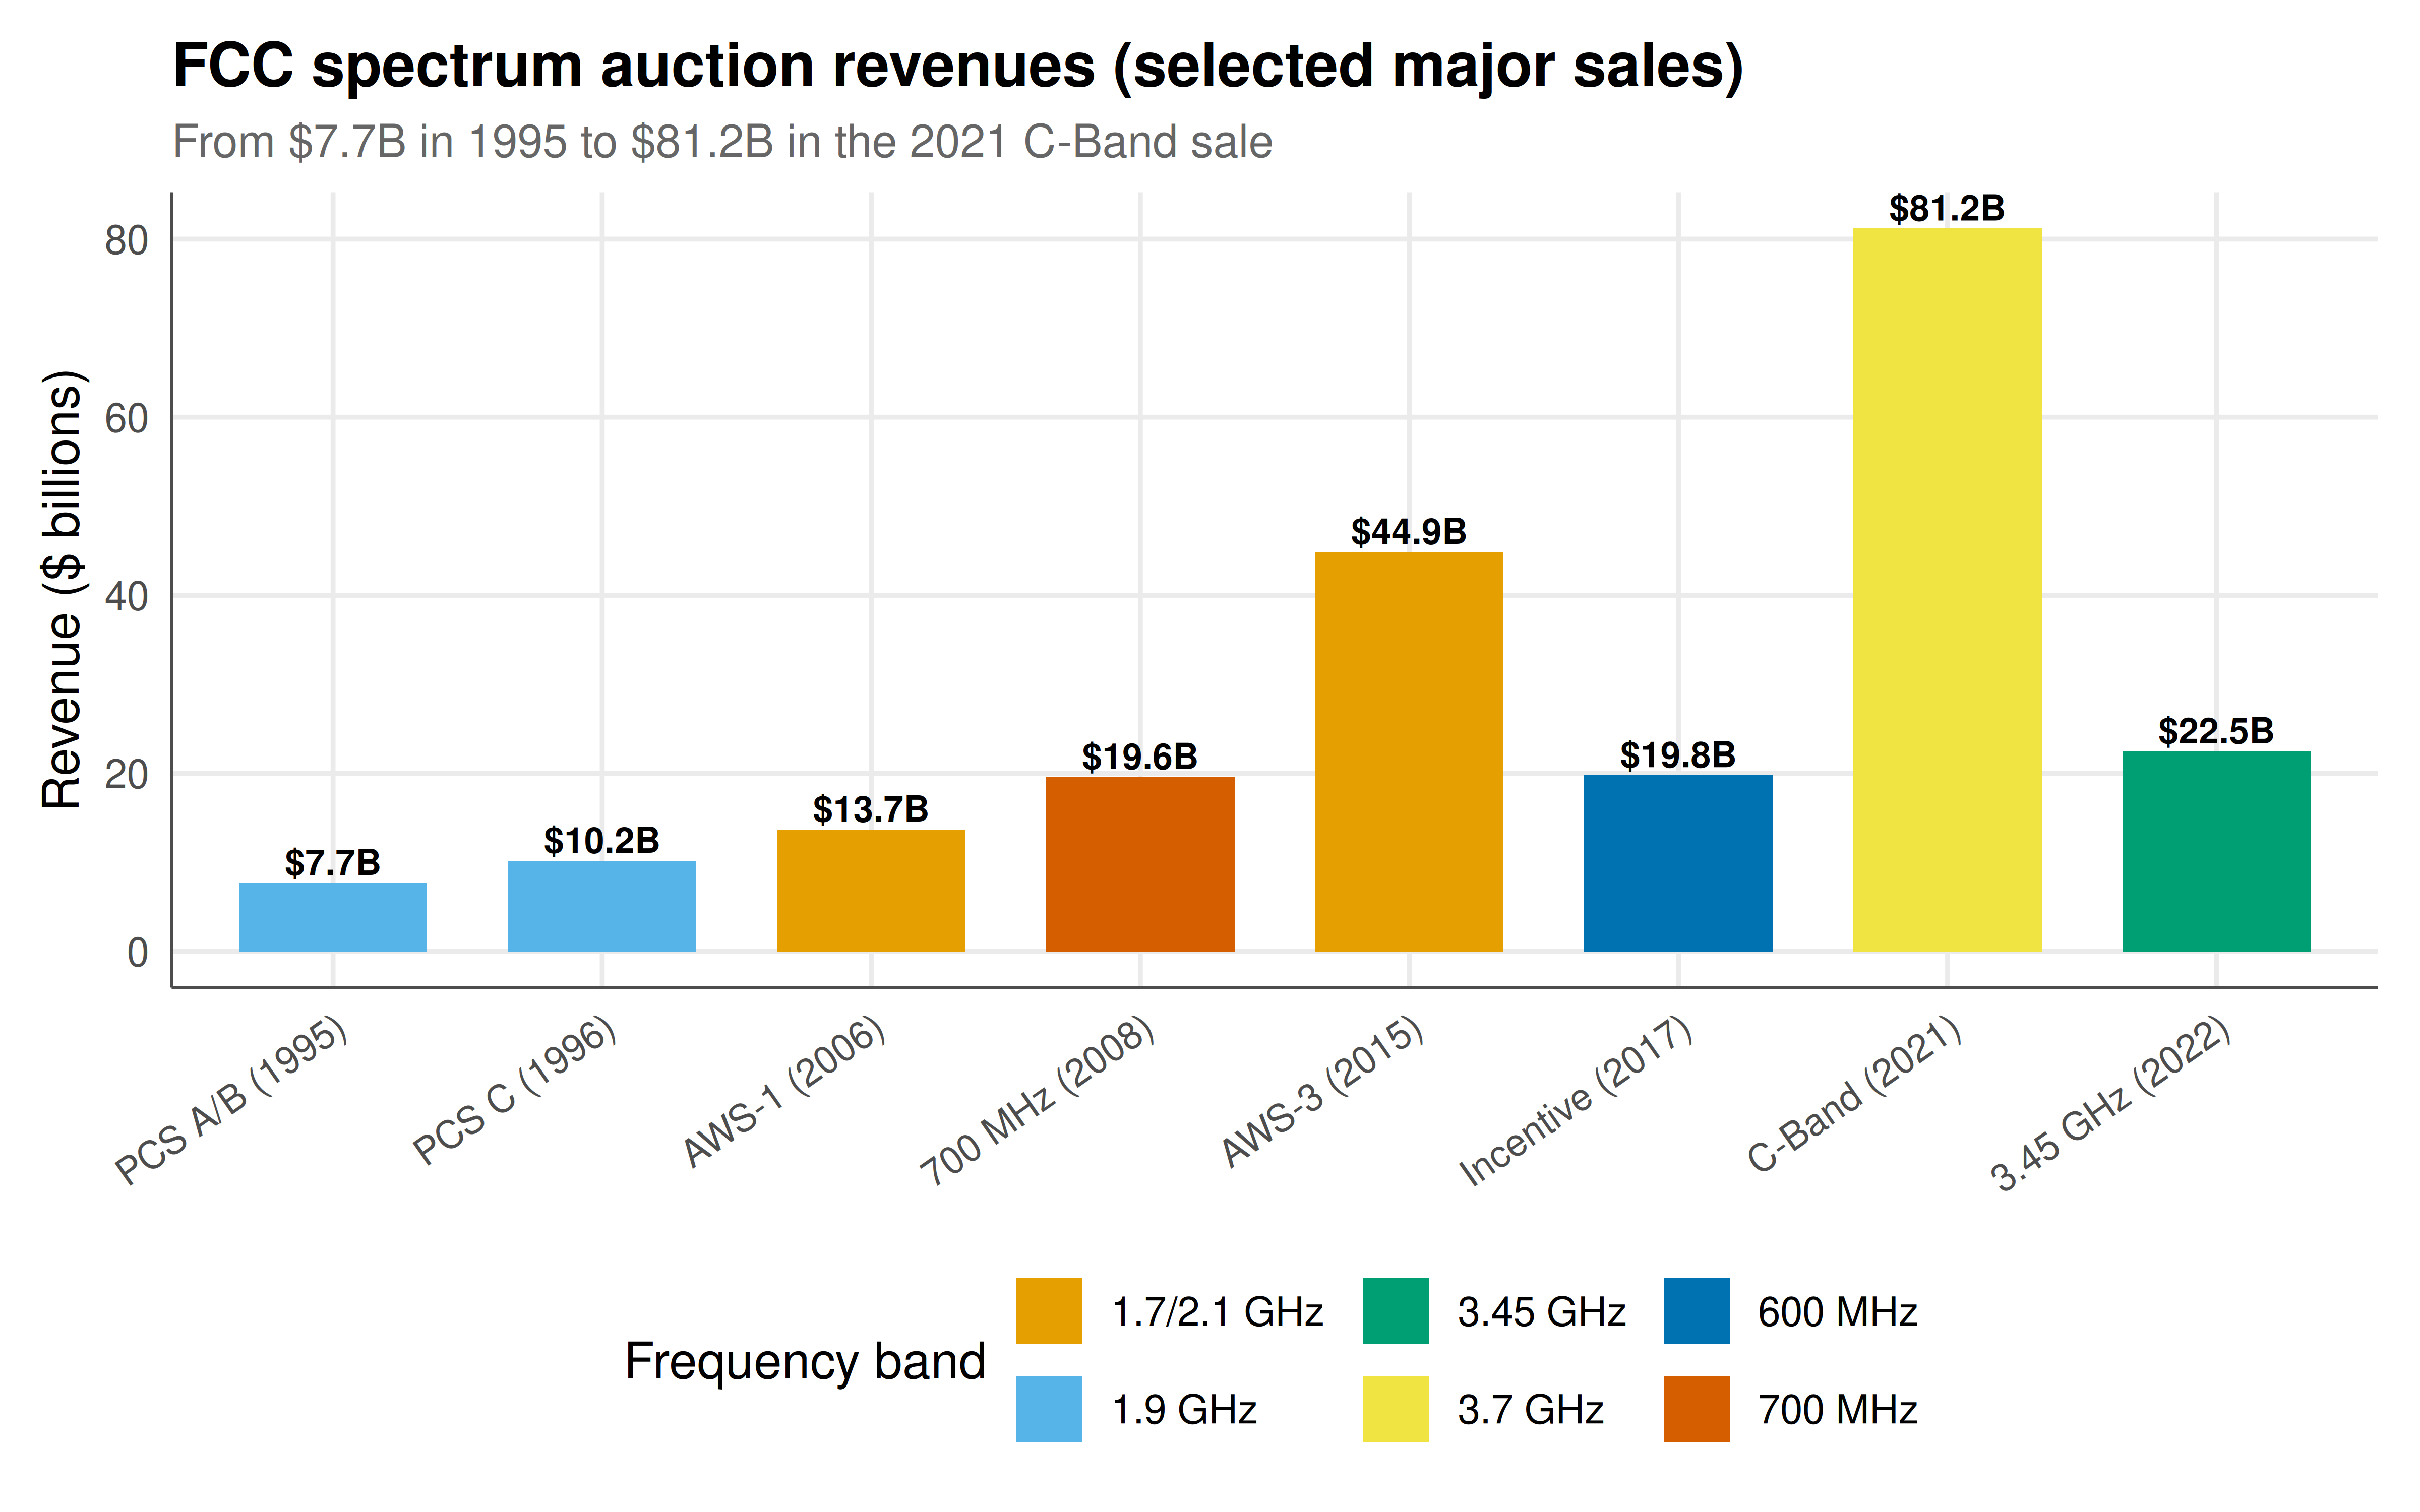 FCC spectrum auction revenues (selected major sales)
From $7.7B in 1995 to $81.2B in the 2021 C-Band sale
Revenue ($ billions)
80
60
40
20
0
$7.7B
$10.2B
$13.7B
$19.6B
$44.9B
$19.8B
$81.2B
$22.5B
PCS A/B (1995)
PCS C (1996)
AWS-1 (2006)
700 MHz (2008)
AWS-3 (2015)
Incentive (2017)
C-Band (2021)
3.45 GHz (2022)
Frequency band
1.7/2.1 GHz
1.9 GHz
3.45 GHz
3.7 GHz
600 MHz
700 MHz